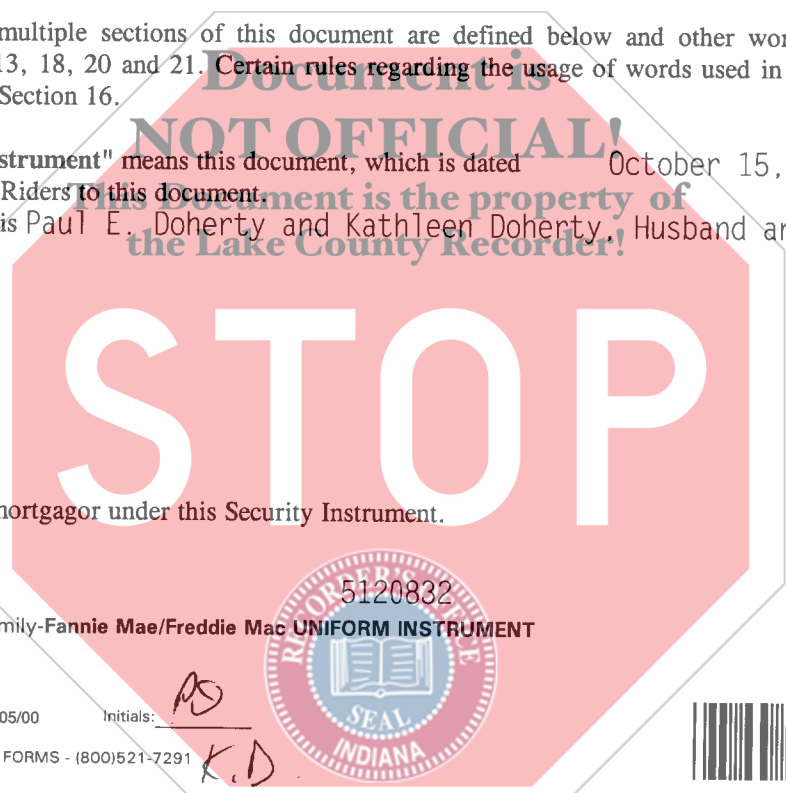 multiple sections of this document are defined below and other wor
13, 18, 20 and 21. Certain rules regarding the usage of words used in
Section 16.
Document is
NOT OFFICIAL!
This Document is the property of
the Lake County Recorder!
strument" means this document, which is dated October 15,
Riders to this document.
is Paul E. Doherty and Kathleen Doherty, Husband an
STOP
mortgagor under this Security Instrument.
5120832
mily-Fannie Mae/Freddie Mac UNIFORM INSTRUMENT
RECORDER'S OFFICE
SEAL
INDIANA
05/00 Initials:
FORMS - (800)521-7291 K.D